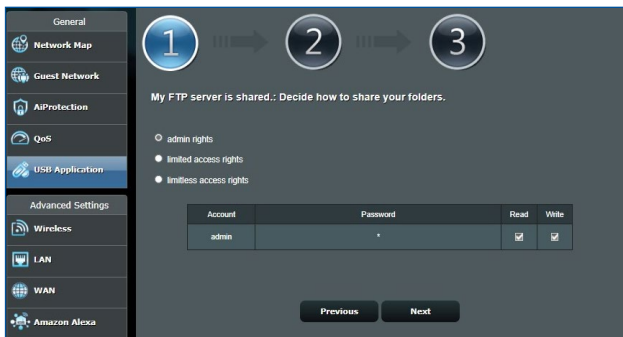 General
Network Map
Guest Network
AiProtection
QoS
USB Application
Advanced Settings
Wireless
LAN
WAN
Amazon Alexa
1 2 3
My FTP server is shared.: Decide how to share your folders.
admin rights
limited access rights
limitless access rights
Account Password Read Write
admin *
Previous Next